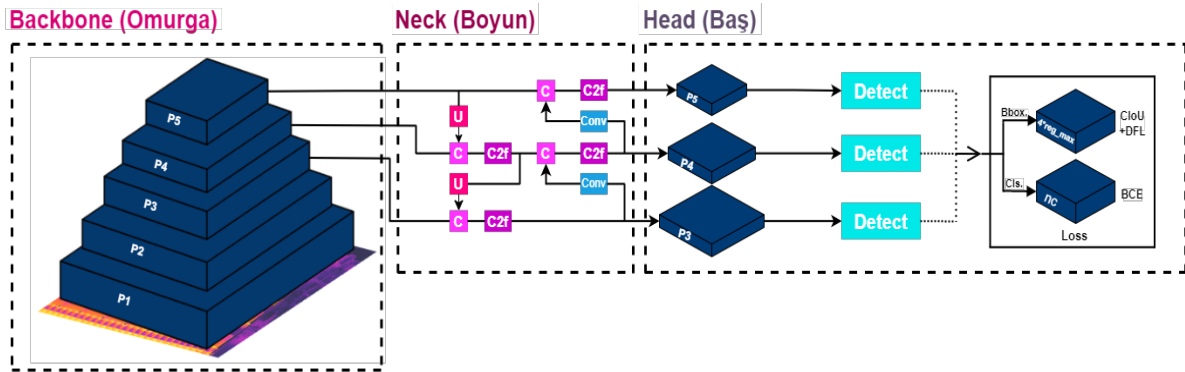 Backbone (Omurga)
Neck (Boyun)
Head (Baş)
P5
P4
P3
P2
P1
U
C
C2f
U
C
C2f
C
C2f
Conv
C
C2f
Conv
P5
P4
P3
Detect
Detect
Detect
Bbox.
4*reg_max
CIoU
+DFL
Cls.
nc
BCE
Loss